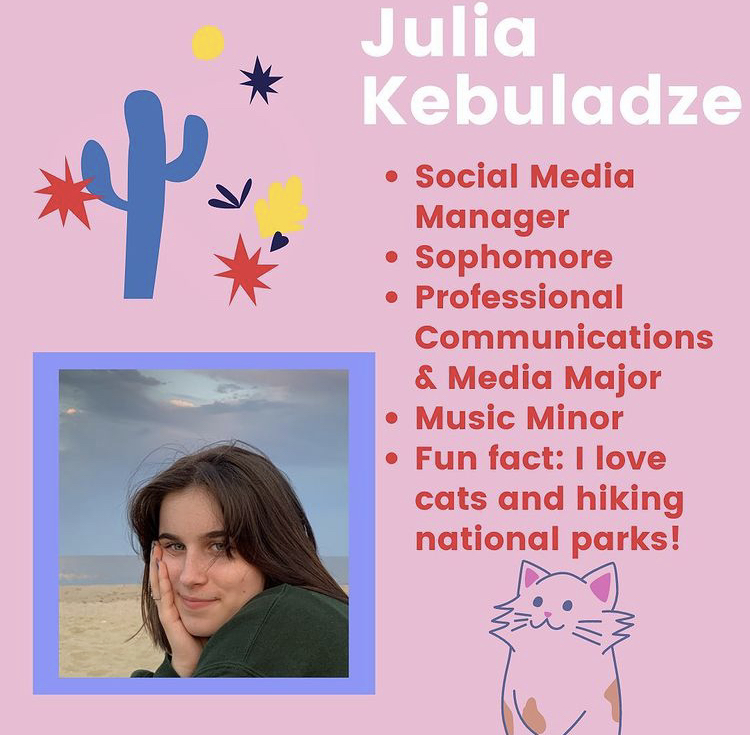 Julia
Kebuladze
• Social Media
Manager
• Sophomore
• Professional
Communications
& Media Major
• Music Minor
• Fun fact: I love
cats and hiking
national parks!